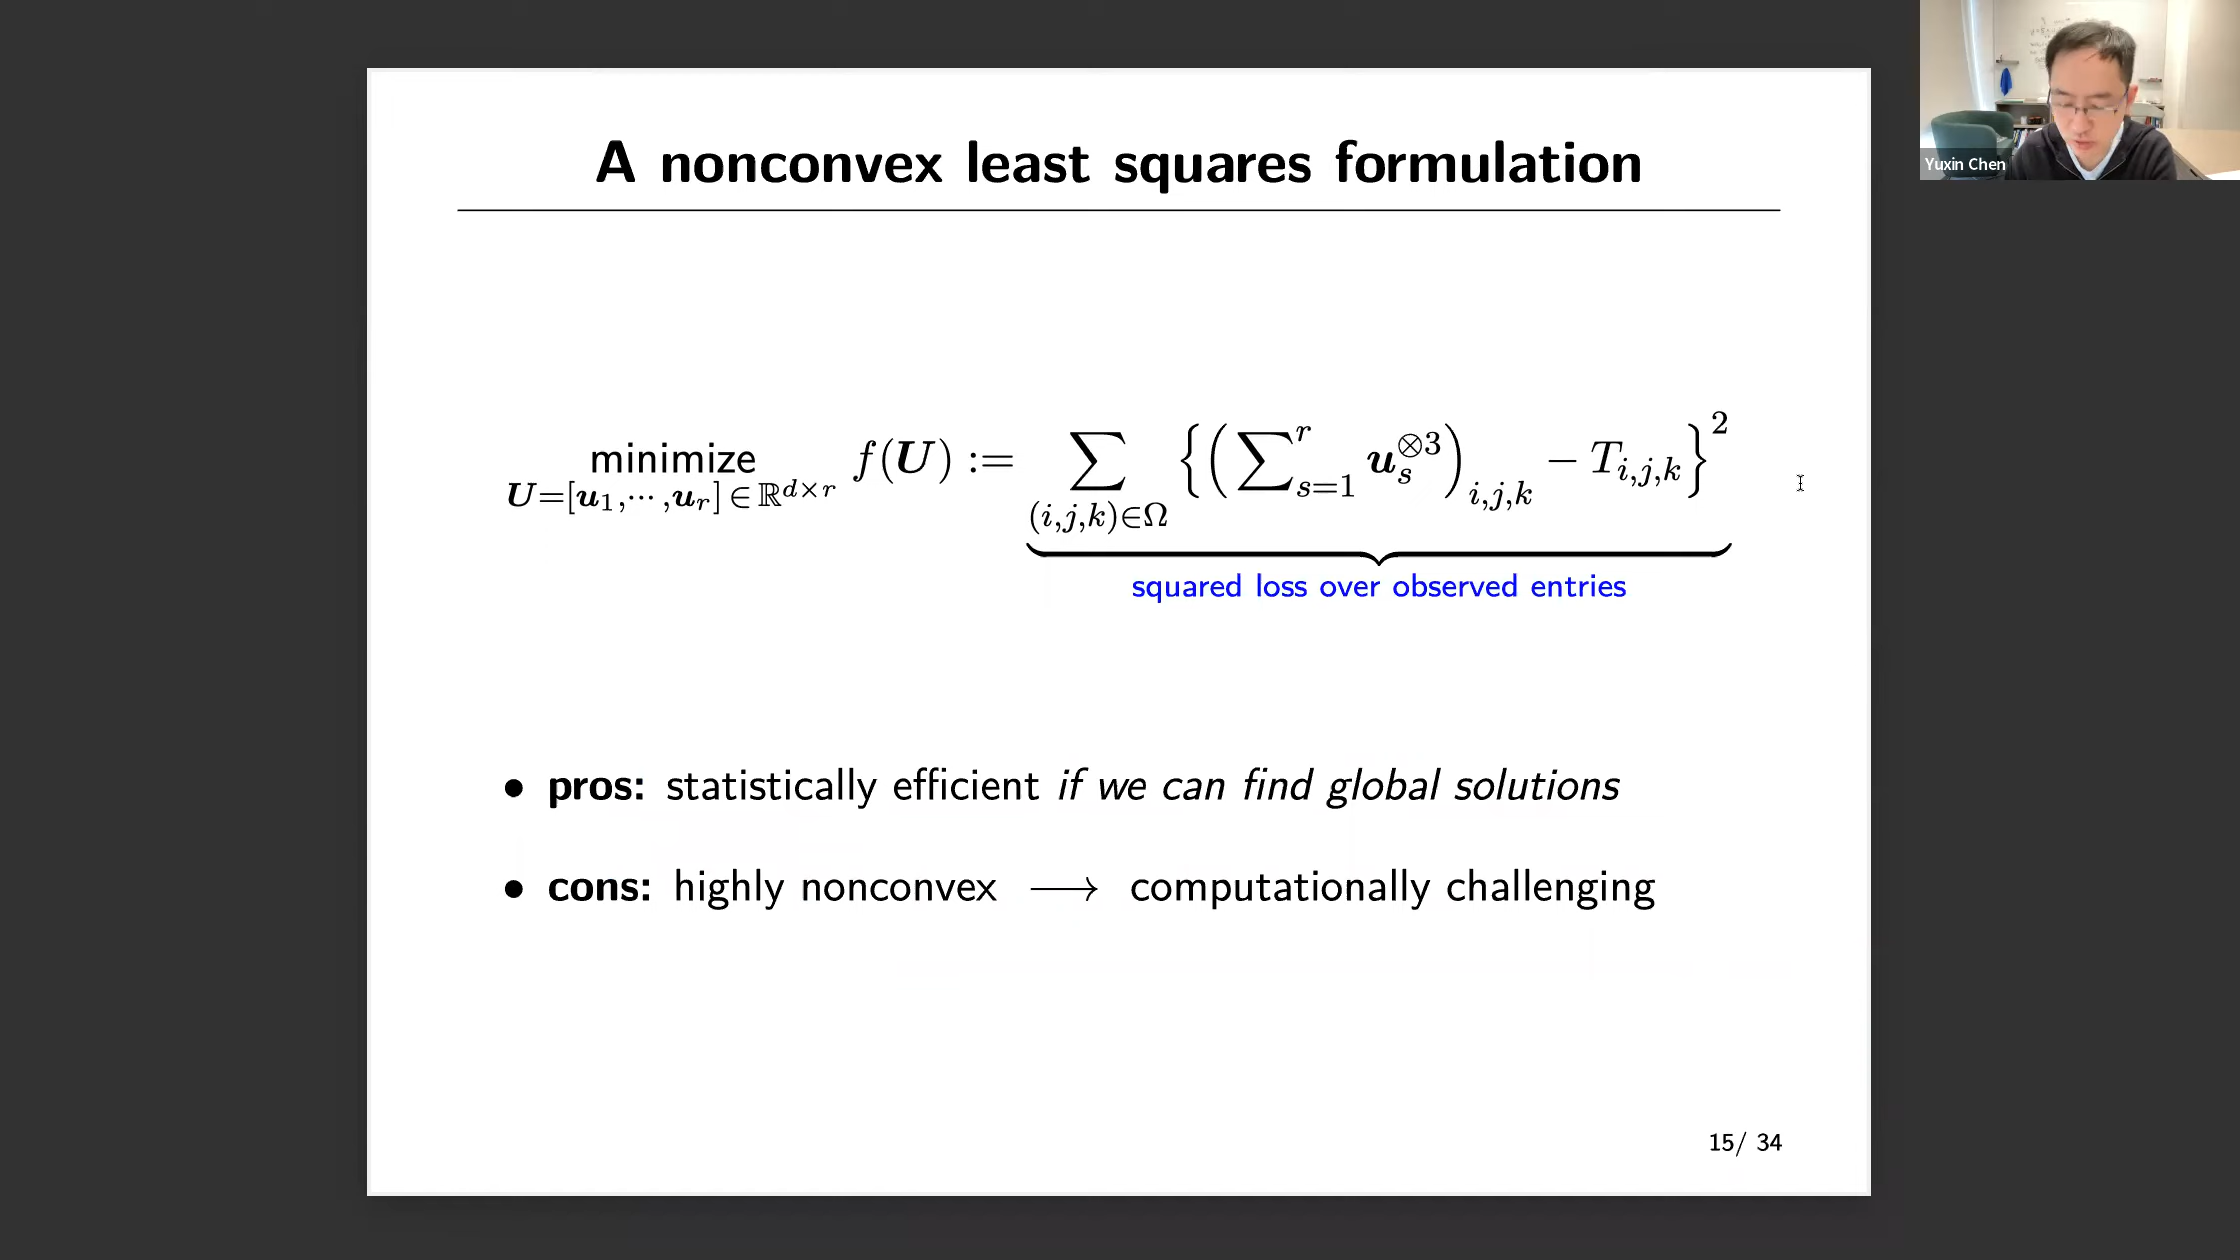 Yuxin Chen
A nonconvex least squares formulation
minimize f(U) := ∑ {(∑_{s=1}^{r} u_s^{⊗3})_{i,j,k} − T_{i,j,k}}^2
U=[u_1,⋯,u_r] ∈ ℝ^{d×r} (i,j,k)∈Ω
squared loss over observed entries
• pros: statistically efficient if we can find global solutions
• cons: highly nonconvex ⟶ computationally challenging
15/ 34